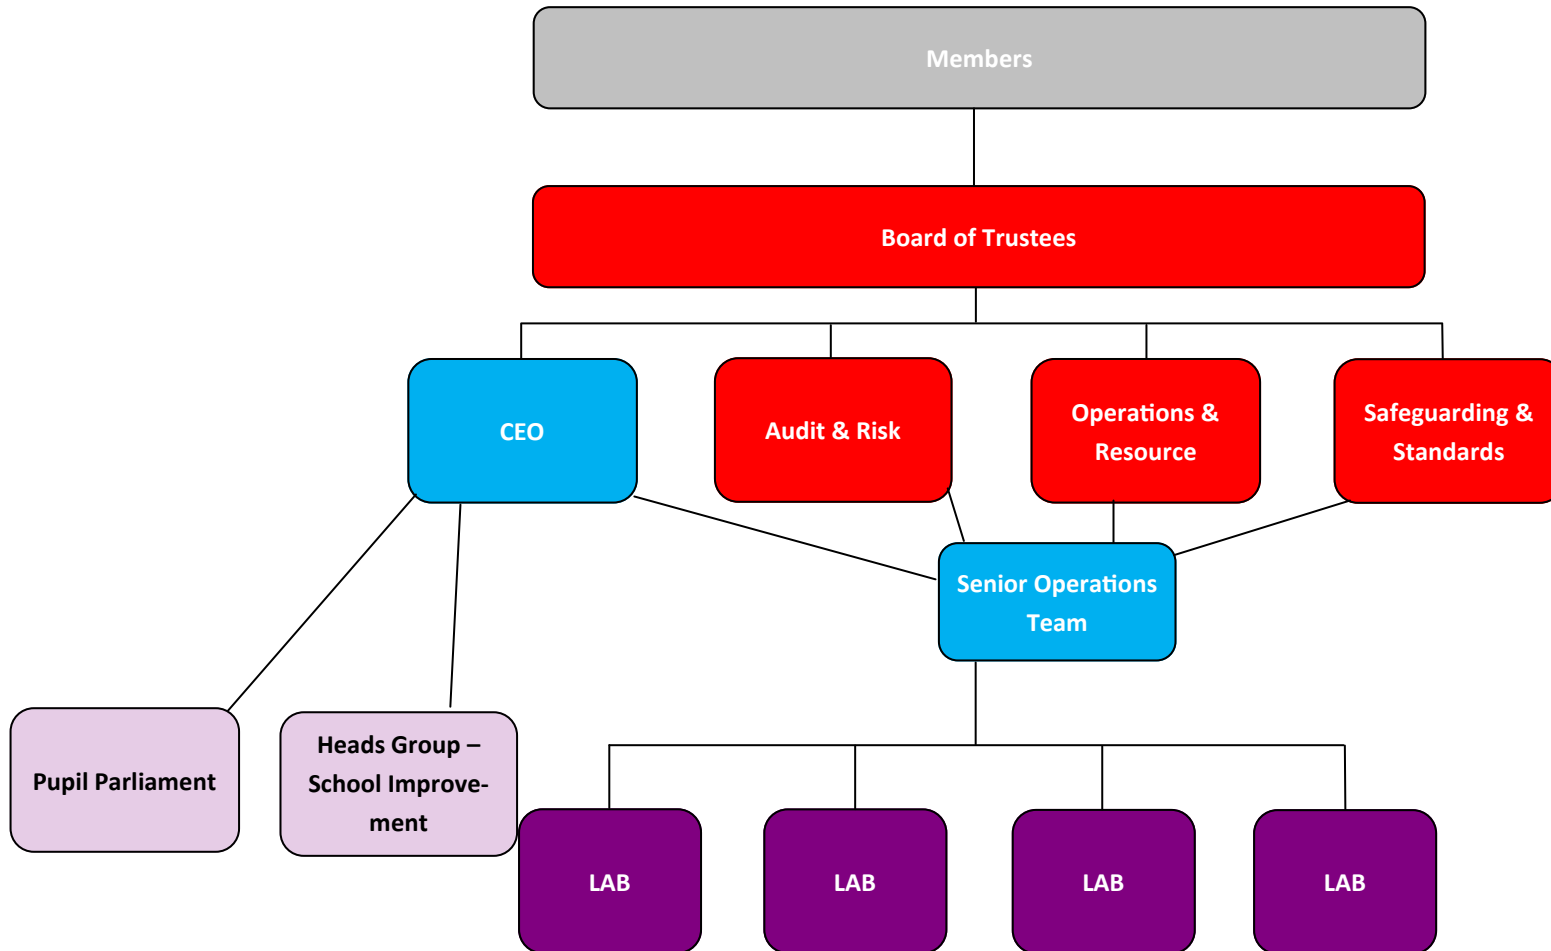 Members
Board of Trustees
CEO
Audit & Risk
Operations &
Resource
Safeguarding &
Standards
Senior Operations
Team
Pupil Parliament
Heads Group –
School Improve-
ment
LAB
LAB
LAB
LAB